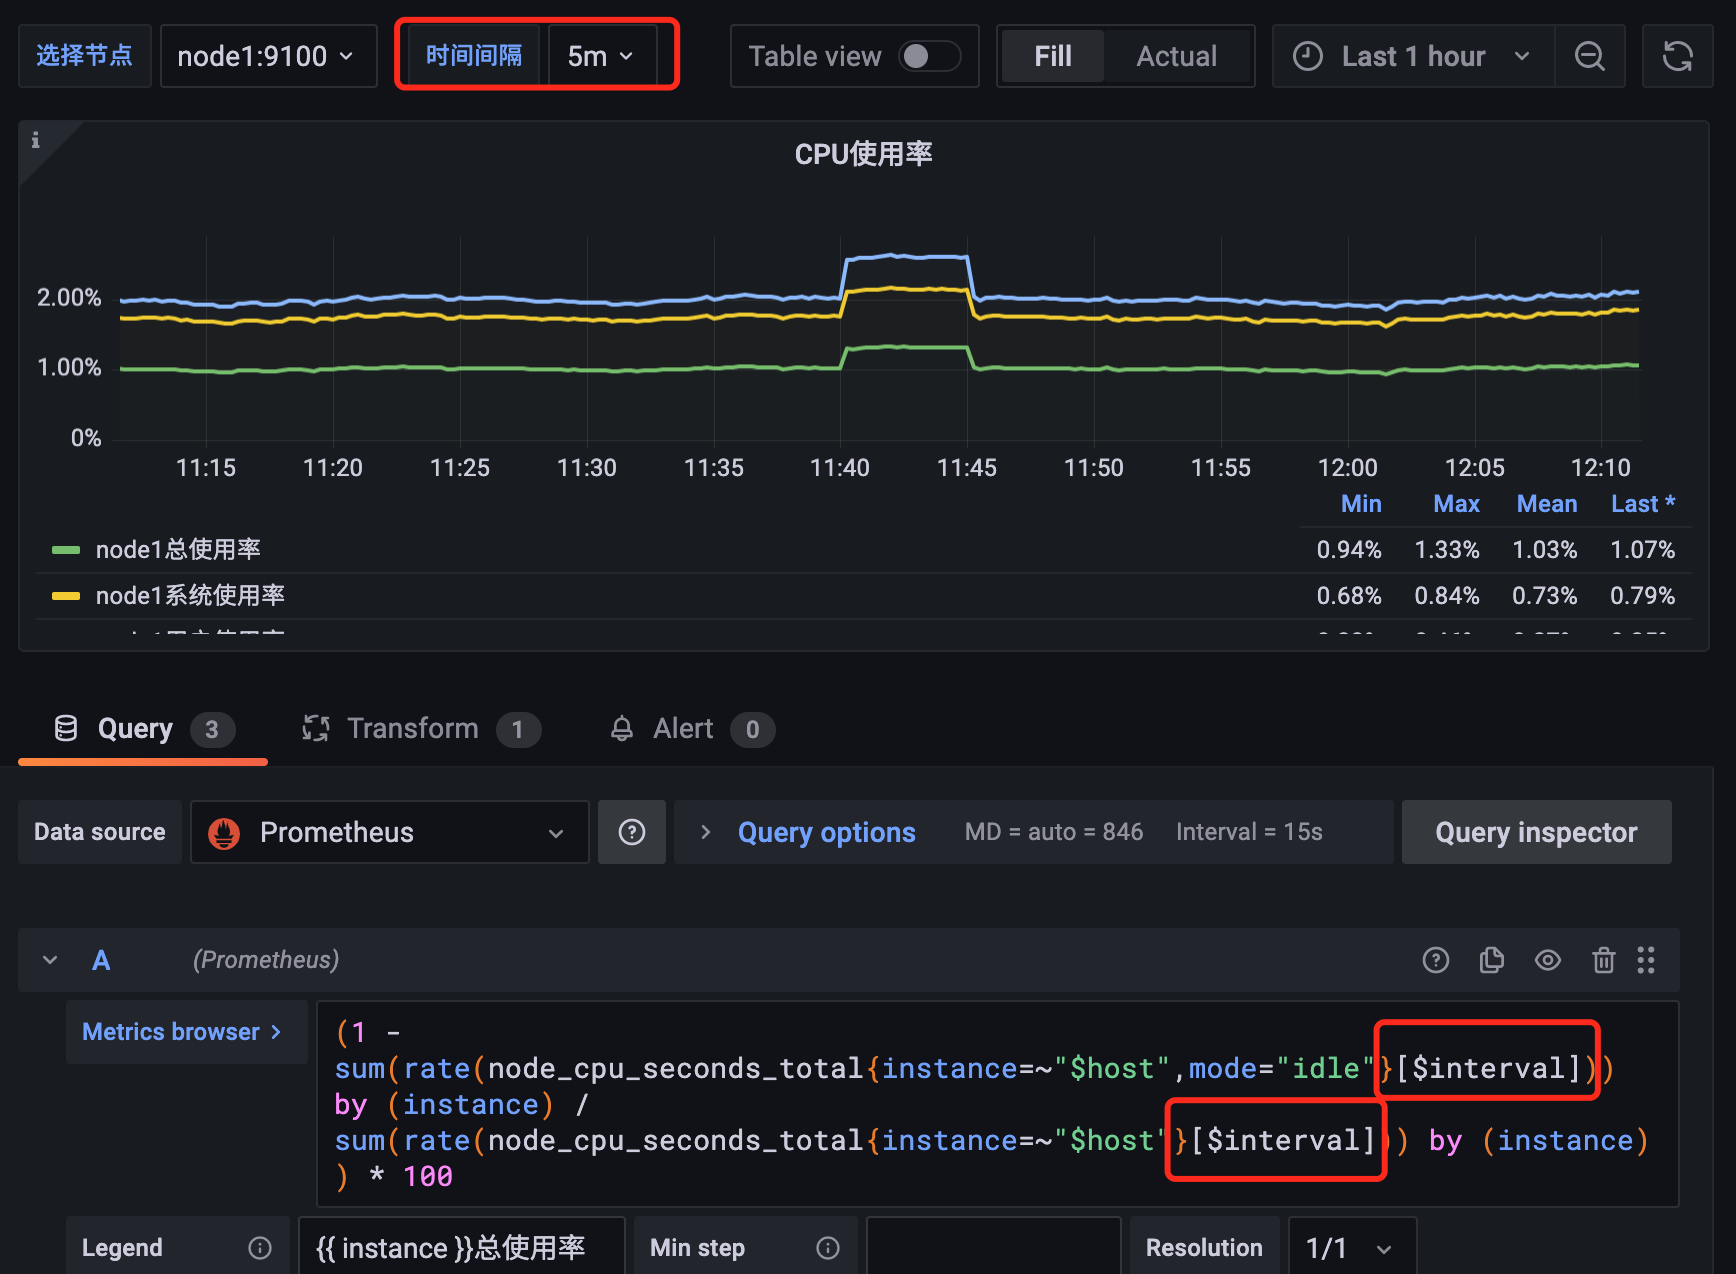 选择节点 node1:9100 时间间隔 5m Table view Fill Actual Last 1 hour
i
CPU使用率
2.00%
1.00%
0%
11:15 11:20 11:25 11:30 11:35 11:40 11:45 11:50 11:55 12:00 12:05 12:10
Min Max Mean Last *
node1总使用率 0.94% 1.33% 1.03% 1.07%
node1系统使用率 0.68% 0.84% 0.73% 0.79%
Query 3 Transform 1 Alert 0
Data source Prometheus Query options MD = auto = 846 Interval = 15s Query inspector
A (Prometheus)
Metrics browser >
(1 -
sum(rate(node_cpu_seconds_total{instance=~"$host",mode="idle"}[$interval]))
by (instance) /
sum(rate(node_cpu_seconds_total{instance=~"$host"}[$interval])) by (instance)
) * 100
Legend {{ instance }}总使用率 Min step Resolution 1/1